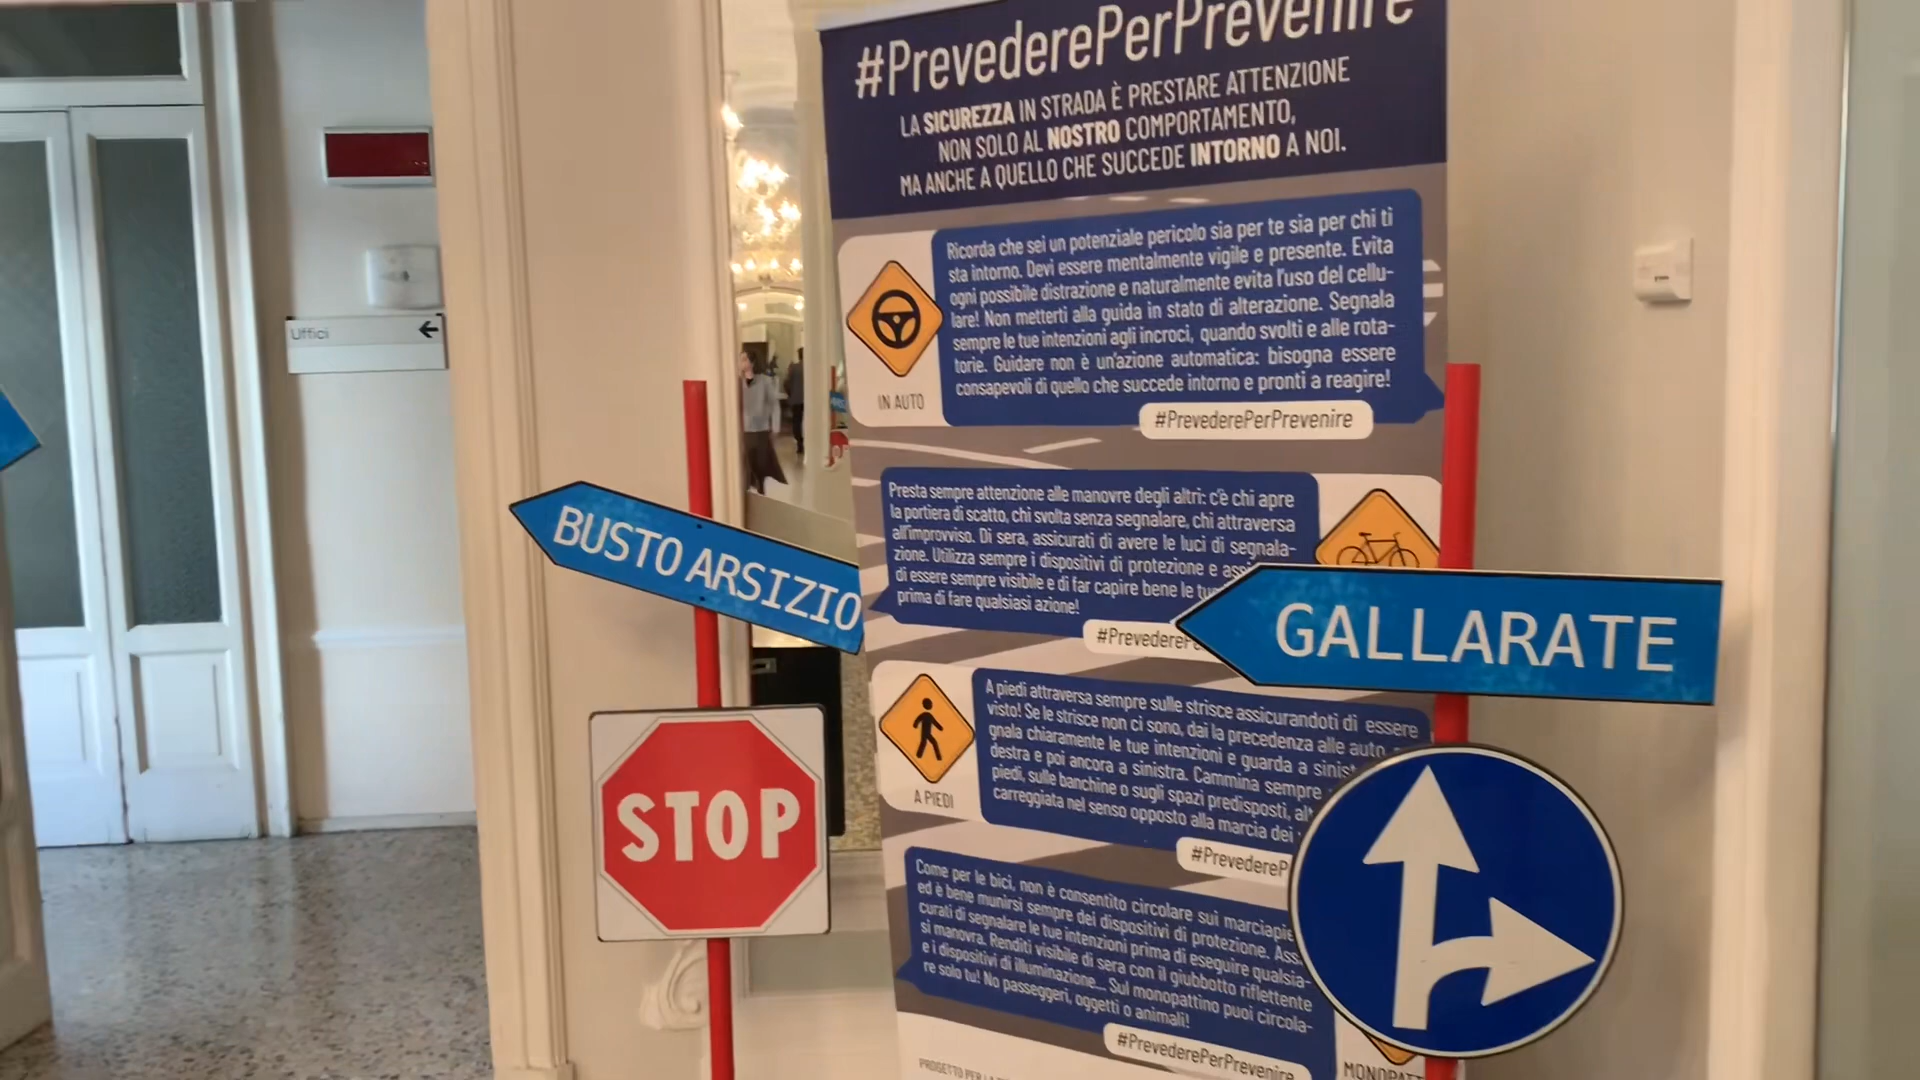 #PrevederePerPrevenire
LA SICUREZZA IN STRADA È PRESTARE ATTENZIONE
NON SOLO AL NOSTRO COMPORTAMENTO,
MA ANCHE A QUELLO CHE SUCCEDE INTORNO A NOI.
Uffici
Ricorda che sei un potenziale pericolo sia per te sia per chi ti
sta intorno. Devi essere mentalmente vigile e presente. Evita
ogni possibile distrazione e naturalmente evita l'uso del cellu-
lare! Non metterti alla guida in stato di alterazione. Segnala
sempre le tue intenzioni agli incroci, quando svolti e alle rota-
torie. Guidare non è un'azione automatica: bisogna essere
consapevoli di quello che succede intorno e pronti a reagire!
IN AUTO
#PrevederePerPrevenire
Presta sempre attenzione alle manovre degli altri: c'è chi apre
la portiera di scatto, chi svolta senza segnalare, chi attraversa
all'improvviso. Di sera, assicurati di avere le luci di segnala-
zione. Utilizza sempre i dispositivi di protezione e
di essere sempre visibile e di far capire bene le
prima di fare qualsiasi azione!
BUSTO ARSIZIO
GALLARATE
A piedi attraversa sempre sulle strisce assicurandoti di essere
visto! Se le strisce non ci sono, dai la precedenza alle auto
gnala chiaramente le tue intenzioni e guarda a
destra e poi ancora a sinistra. Cammina sempre
piedi, sulle banchine o sugli spazi predisposti,
carreggiata nel senso opposto alla marcia dei
A PIEDI
STOP
Come per le bici, non è consentito circolare sui
ed è bene munirsi sempre dei dispositivi di protezione.
curati di segnalare le tue intenzioni prima di eseguire qualsia-
si manovra. Renditi visibile di sera con il giubbotto riflettente
e i dispositivi di illuminazione... Sul monopattino puoi circola-
re solo tu! No passeggeri, oggetti o animali!
#PrevederePerPrevenire
PROGETTO PER LA